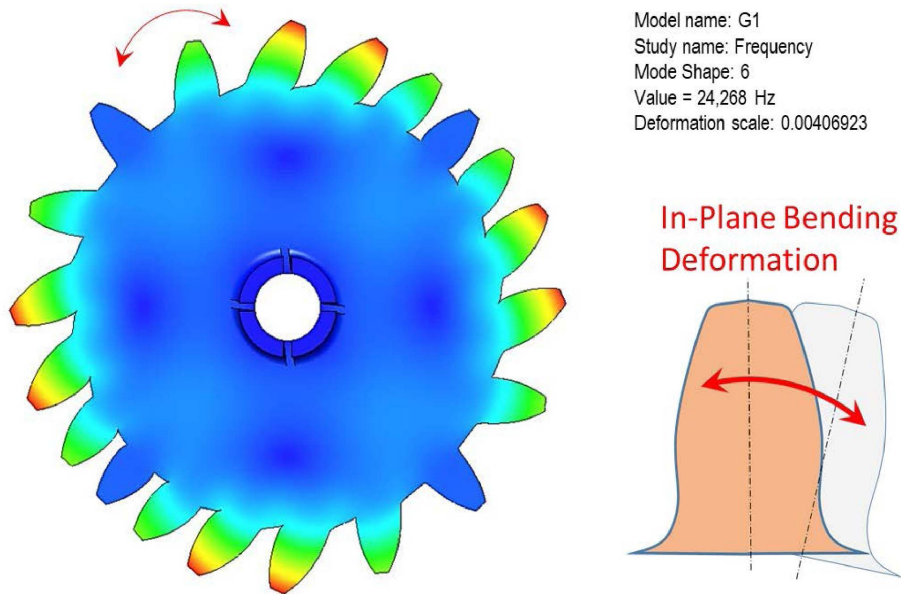 Model name: G1
Study name: Frequency
Mode Shape: 6
Value = 24,268 Hz
Deformation scale: 0.00406923
In-Plane Bending
Deformation